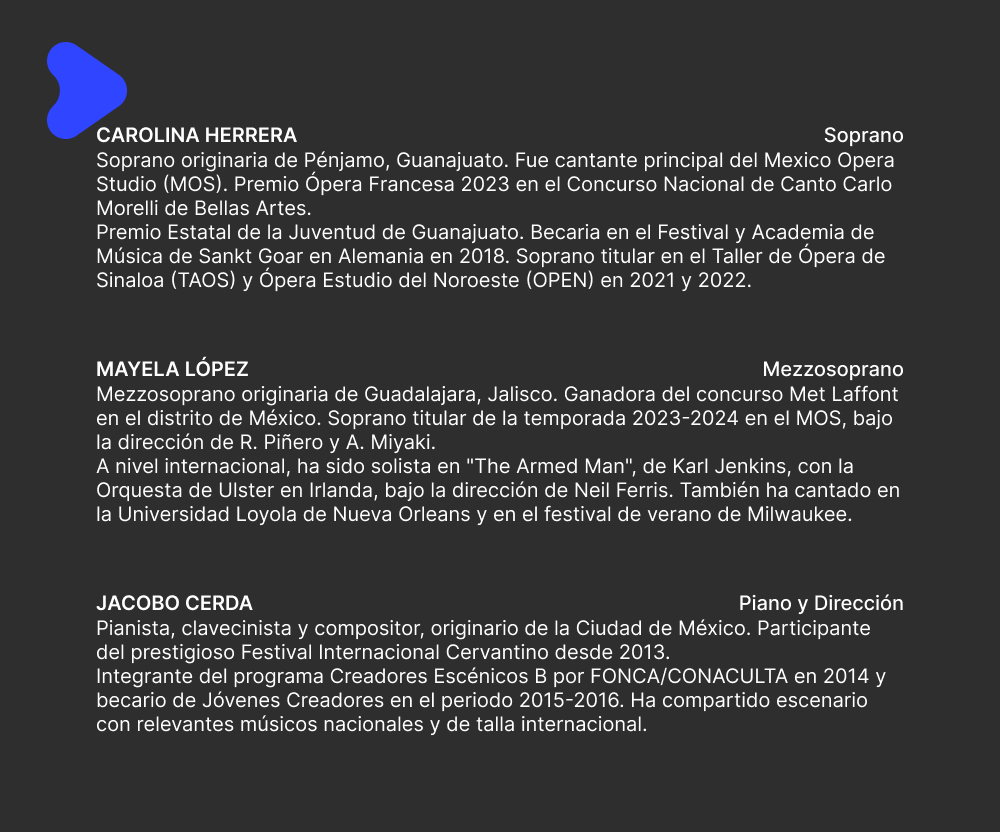 CAROLINA HERRERA Soprano
Soprano originaria de Pénjamo, Guanajuato. Fue cantante principal del Mexico Opera
Studio (MOS). Premio Ópera Francesa 2023 en el Concurso Nacional de Canto Carlo
Morelli de Bellas Artes.
Premio Estatal de la Juventud de Guanajuato. Becaria en el Festival y Academia de
Música de Sankt Goar en Alemania en 2018. Soprano titular en el Taller de Ópera de
Sinaloa (TAOS) y Ópera Estudio del Noroeste (OPEN) en 2021 y 2022.
MAYELA LÓPEZ Mezzosoprano
Mezzosoprano originaria de Guadalajara, Jalisco. Ganadora del concurso Met Laffont
en el distrito de México. Soprano titular de la temporada 2023-2024 en el MOS, bajo
la dirección de R. Piñero y A. Miyaki.
A nivel internacional, ha sido solista en "The Armed Man", de Karl Jenkins, con la
Orquesta de Ulster en Irlanda, bajo la dirección de Neil Ferris. También ha cantado en
la Universidad Loyola de Nueva Orleans y en el festival de verano de Milwaukee.
JACOBO CERDA Piano y Dirección
Pianista, clavecinista y compositor, originario de la Ciudad de México. Participante
del prestigioso Festival Internacional Cervantino desde 2013.
Integrante del programa Creadores Escénicos B por FONCA/CONACULTA en 2014 y
becario de Jóvenes Creadores en el periodo 2015-2016. Ha compartido escenario
con relevantes músicos nacionales y de talla internacional.